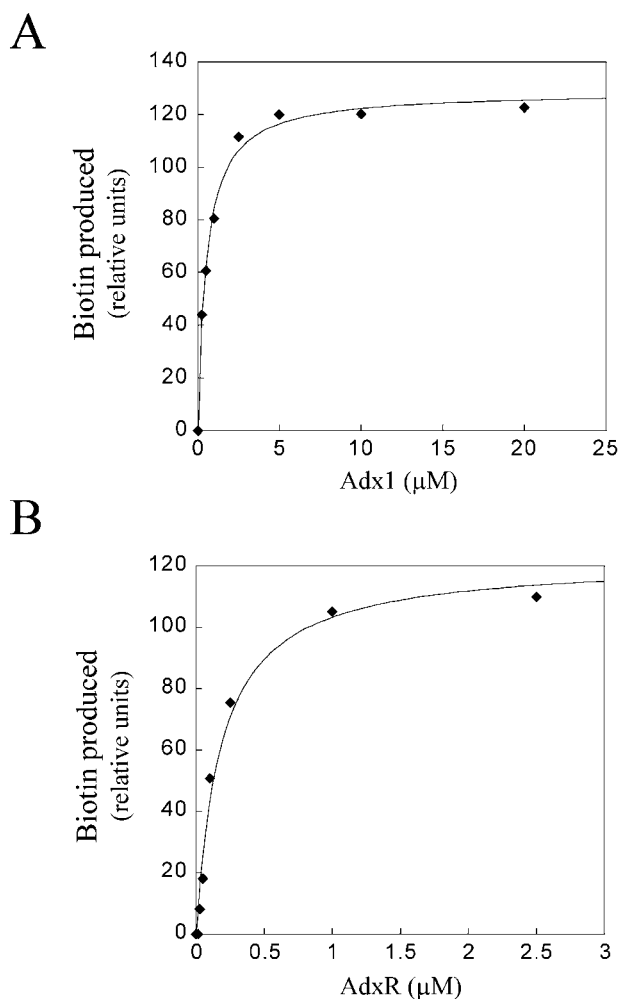 A
Biotin produced
(relative units)
140
120
100
80
60
40
20
0
0 5 10 15 20 25
Adx1 (μM)
B
Biotin produced
(relative units)
120
100
80
60
40
20
0
0 0.5 1 1.5 2 2.5 3
AdxR (μM)